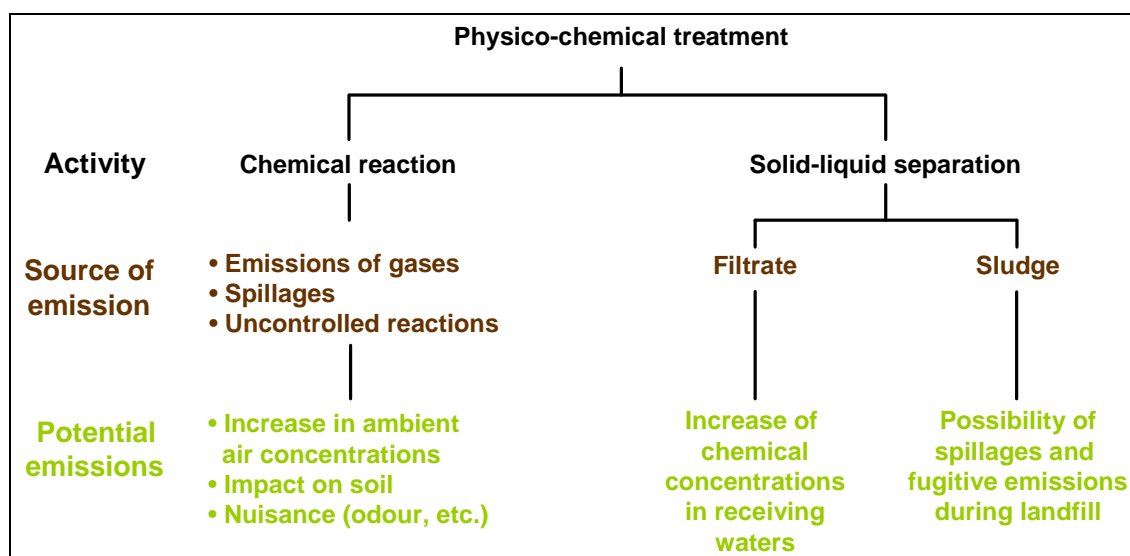 Physico-chemical treatment
Activity
Chemical reaction
Solid-liquid separation
Source of
emission
• Emissions of gases
• Spillages
• Uncontrolled reactions
Filtrate
Sludge
Potential
emissions
• Increase in ambient
air concentrations
• Impact on soil
• Nuisance (odour, etc.)
Increase of
chemical
concentrations
in receiving
waters
Possibility of
spillages and
fugitive emissions
during landfill